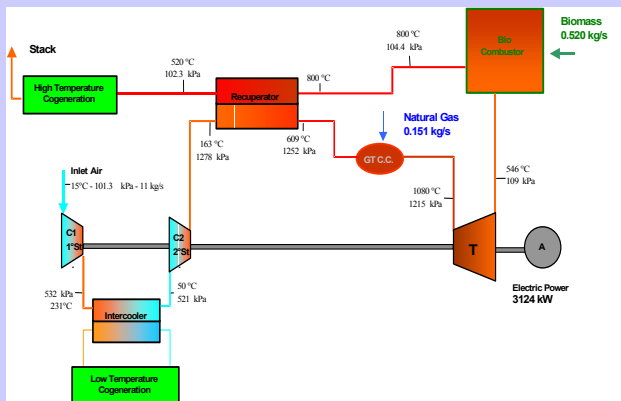 Stack
520 °C
102.3 kPa
800 °C
104.4 kPa
Bio
Combustor
Biomass
0.520 kg/s
High Temperature
Cogeneration
Recuperator
800 °C
163 °C
1278 kPa
609 °C
1252 kPa
Natural Gas
0.151 kg/s
GT C.C.
546 °C
109 kPa
Inlet Air
15°C - 101.3 kPa - 11 kg/s
1080 °C
1215 kPa
C1
1°St
C2
2°St
T
A
Electric Power
3124 kW
532 kPa
231°C
50 °C
521 kPa
Intercooler
Low Temperature
Cogeneration